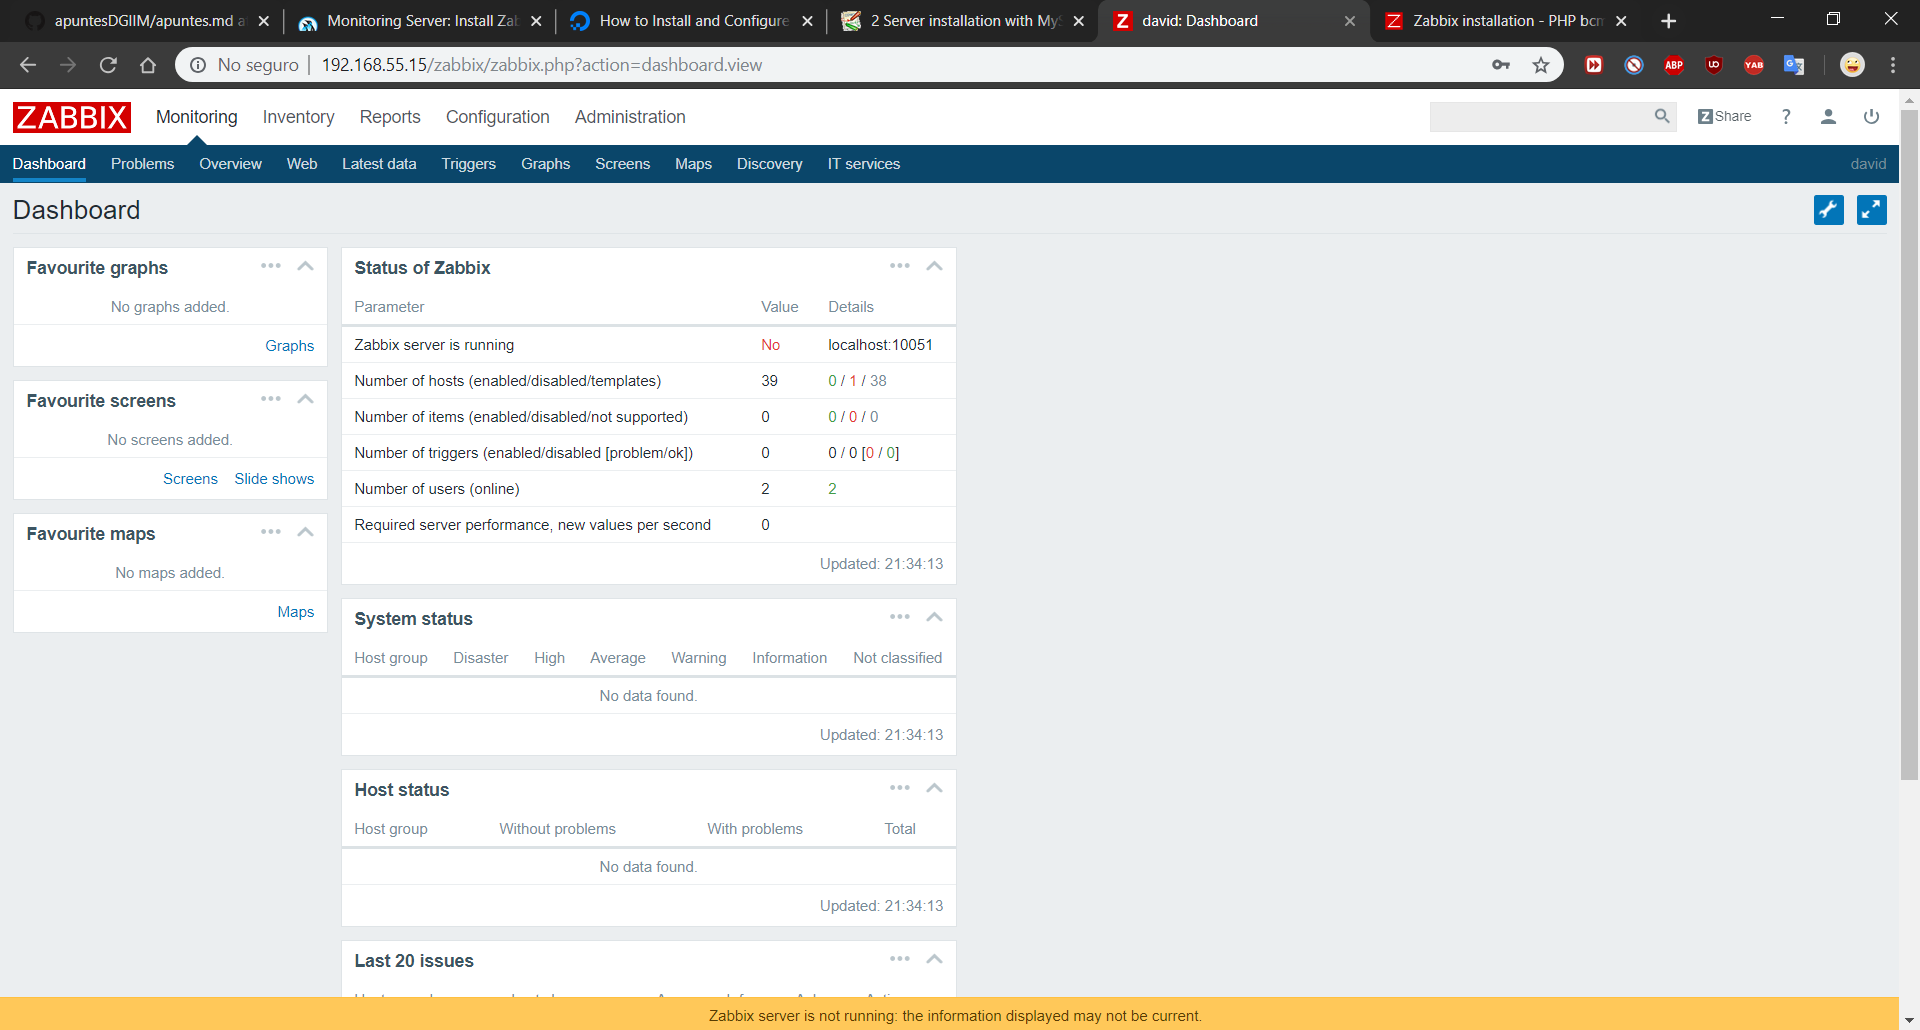 apuntesDGIIM/apuntes.md a
Monitoring Server: Install Zab
How to Install and Configure
2 Server installation with My
david: Dashboard
Zabbix installation - PHP bcm
No seguro 192.168.55.15/zabbix/zabbix.php?action=dashboard.view
ABP
UD
YAB
ZABBIX Monitoring Inventory Reports Configuration Administration
Z Share ?
Dashboard Problems Overview Web Latest data Triggers Graphs Screens Maps Discovery IT services david
Dashboard
Favourite graphs
No graphs added.
Graphs
Favourite screens
No screens added.
Screens Slide shows
Favourite maps
No maps added.
Maps
Status of Zabbix
Parameter Value Details
Zabbix server is running No localhost:10051
Number of hosts (enabled/disabled/templates) 39 0 / 1 / 38
Number of items (enabled/disabled/not supported) 0 0 / 0 / 0
Number of triggers (enabled/disabled [problem/ok]) 0 0 / 0 [0 / 0]
Number of users (online) 2 2
Required server performance, new values per second 0
Updated: 21:34:13
System status
Host group Disaster High Average Warning Information Not classified
No data found.
Updated: 21:34:13
Host status
Host group Without problems With problems Total
No data found.
Updated: 21:34:13
Last 20 issues
Zabbix server is not running: the information displayed may not be current.